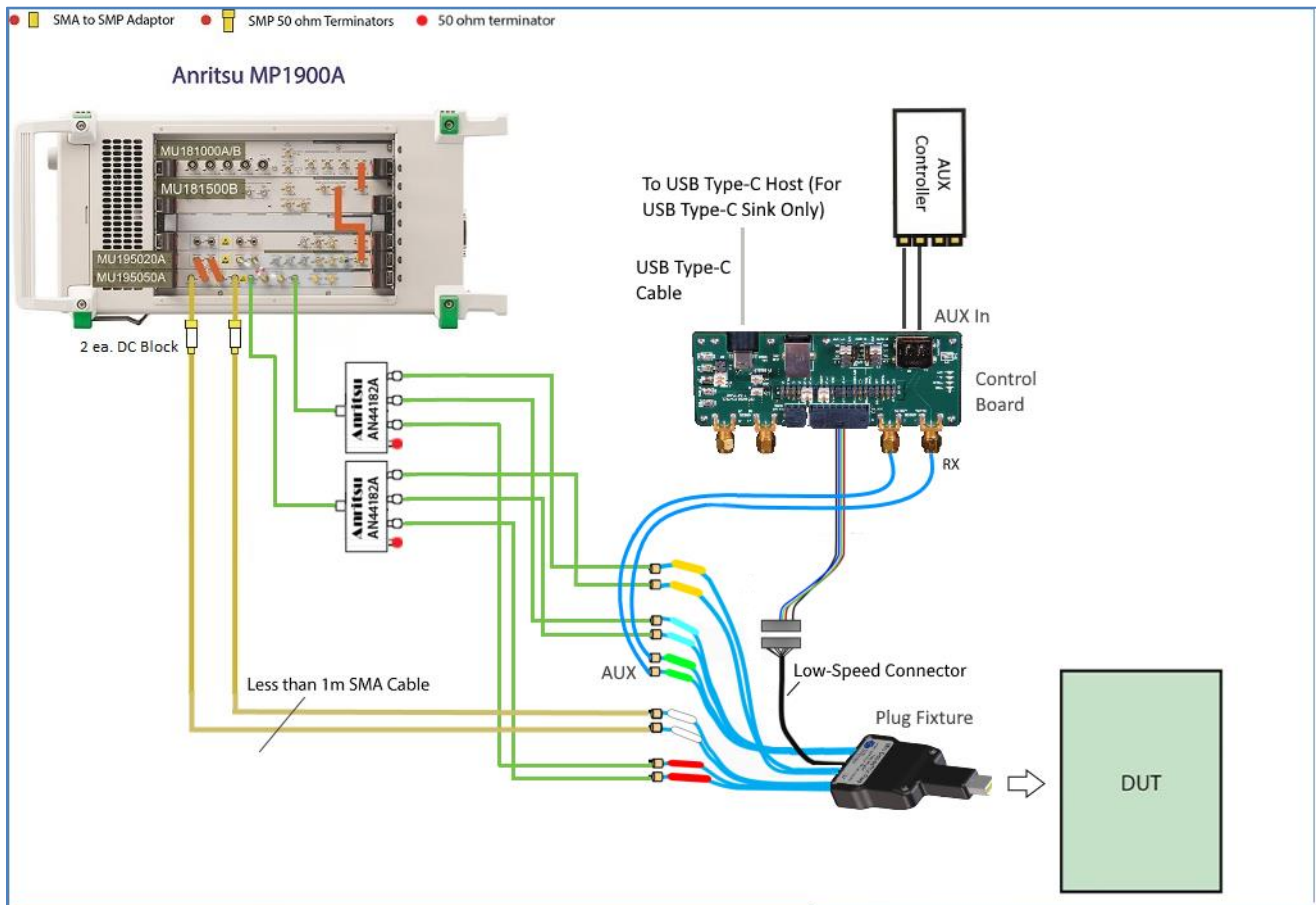 SMA to SMP Adaptor
SMP 50 ohm Terminators
50 ohm terminator
Anritsu MP1900A
MU181000A/B
MU181500B
MU195020A
MU195050A
2 ea. DC Block
Anritsu
AN44182A
Anritsu
AN44182A
To USB Type-C Host (For
USB Type-C Sink Only)
USB Type-C
Cable
AUX
Controller
AUX In
Control
Board
RX
AUX
Less than 1m SMA Cable
Low-Speed Connector
Plug Fixture
DUT